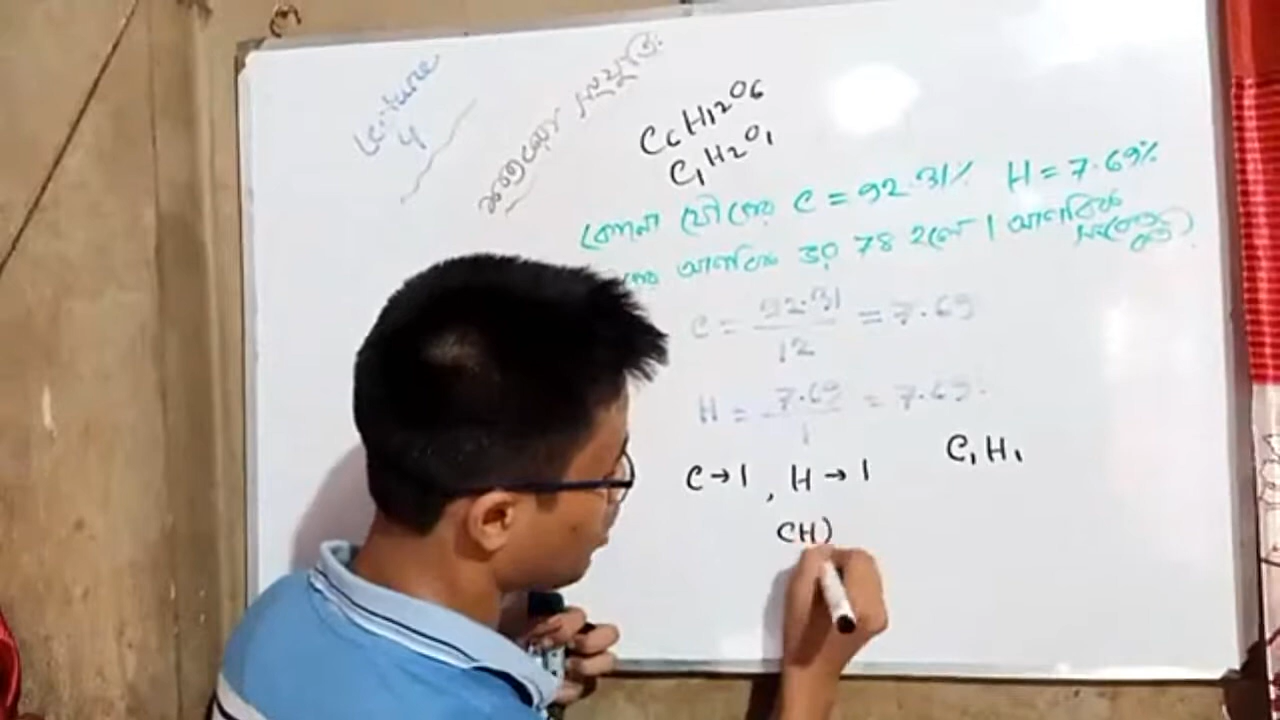 Lecture
4
C6H12O6
C1H2O1
কোনো যৌগের C = 92.31% H = 7.69%
আণবিক ভর 78 হলে । আণবিক সংকেত
C = 92.31/12 = 7.69
H = 7.69/1 = 7.69
C→1, H→1
C1H1
CH)